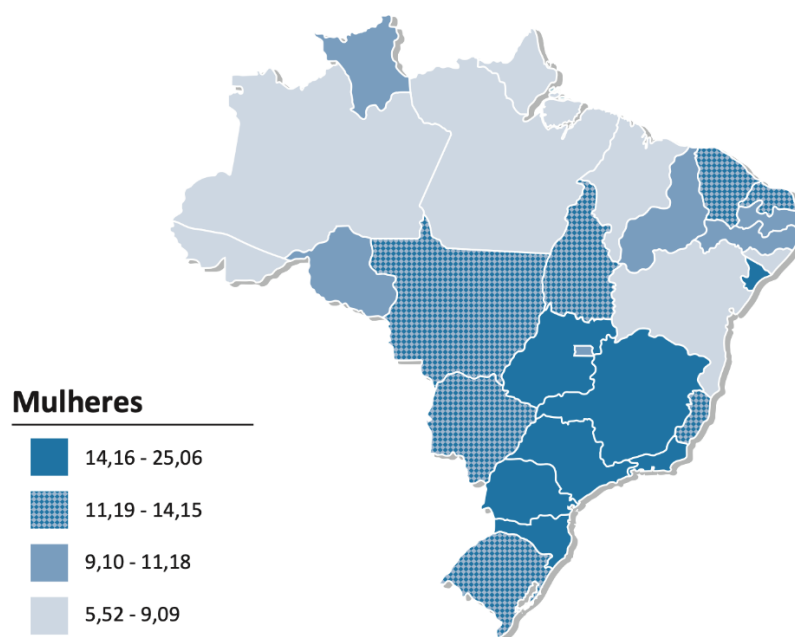 Mulheres
14,16 - 25,06
11,19 - 14,15
9,10 - 11,18
5,52 - 9,09